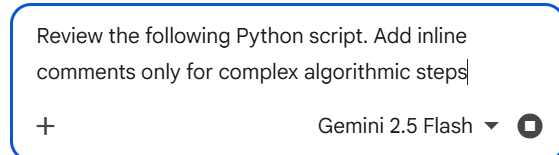 Review the following Python script. Add inline
comments only for complex algorithmic steps
Gemini 2.5 Flash